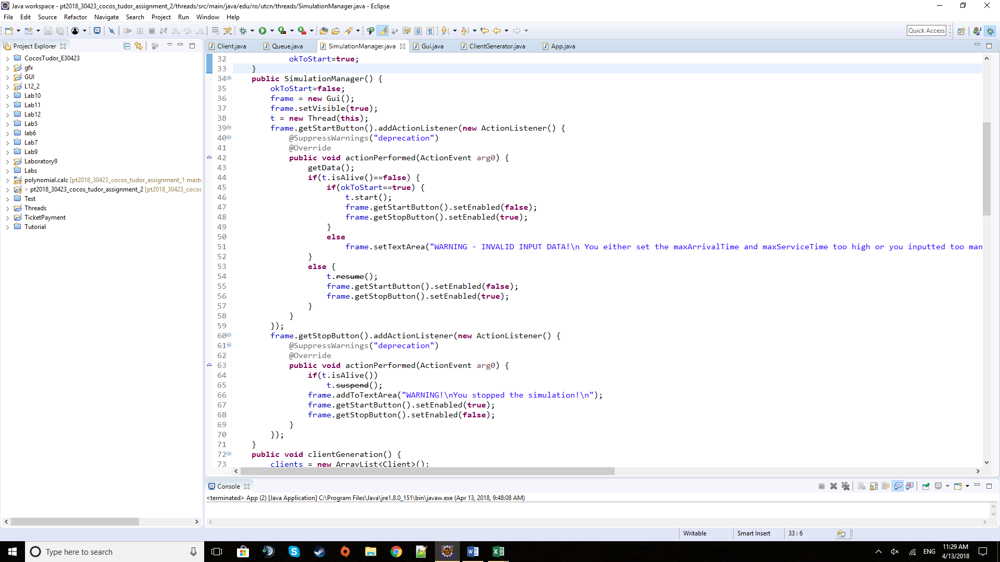 Java workspace - pt2018_30423_cocos_tudor_assignment_2/threads/src/main/java/edu/ro/utcn/threads/SimulationManager.java - Eclipse
File Edit Source Refactor Navigate Search Project Run Window Help
Quick Access
Project Explorer
CocosTudor_E30423
gfx
GUI
L12_2
Lab10
Lab11
Lab12
Lab5
lab6
Lab7
Lab9
Laboratory9
Labs
polynomial.calc [pt2018_30423_cocos_tudor_assignment_1 maste
> pt2018_30423_cocos_tudor_assignment_2 [pt2018_30423_cocos
Test
Threads
TicketPayment
Tutorial
Client.java Queue.java SimulationManager.java Gui.java ClientGenerator.java App.java
32 okToStart=true;
33 }
34 public SimulationManager() {
35 okToStart=false;
36 frame = new Gui();
37 frame.setVisible(true);
38 t = new Thread(this);
39 frame.getStartButton().addActionListener(new ActionListener() {
40 @SuppressWarnings("deprecation")
41 @Override
42 public void actionPerformed(ActionEvent arg0) {
43 getData();
44 if(t.isAlive()==false) {
45 if(okToStart==true) {
46 t.start();
47 frame.getStartButton().setEnabled(false);
48 frame.getStopButton().setEnabled(true);
49 }
50 else
51 frame.setTextArea("WARNING - INVALID INPUT DATA!\n You either set the maxArrivalTime and maxServiceTime too high or you inputted too man
52 }
53 else {
54 t.resume();
55 frame.getStartButton().setEnabled(false);
56 frame.getStopButton().setEnabled(true);
57 }
58 }
59 });
60 frame.getStopButton().addActionListener(new ActionListener() {
61 @SuppressWarnings("deprecation")
62 @Override
63 public void actionPerformed(ActionEvent arg0) {
64 if(t.isAlive())
65 t.suspend();
66 frame.addToTextArea("WARNING!\nYou stopped the simulation!\n");
67 frame.getStartButton().setEnabled(true);
68 frame.getStopButton().setEnabled(false);
69 }
70 });
71 }
72 public void clientGeneration() {
73 clients = new ArrayList<Client>();
Console
<terminated> App (2) [Java Application] C:\Program Files\Java\jre1.8.0_151\bin\javaw.exe (Apr 13, 2018, 9:48:08 AM)
Writable Smart Insert 33 : 6
Type here to search
ENG
11:29 AM
4/13/2018